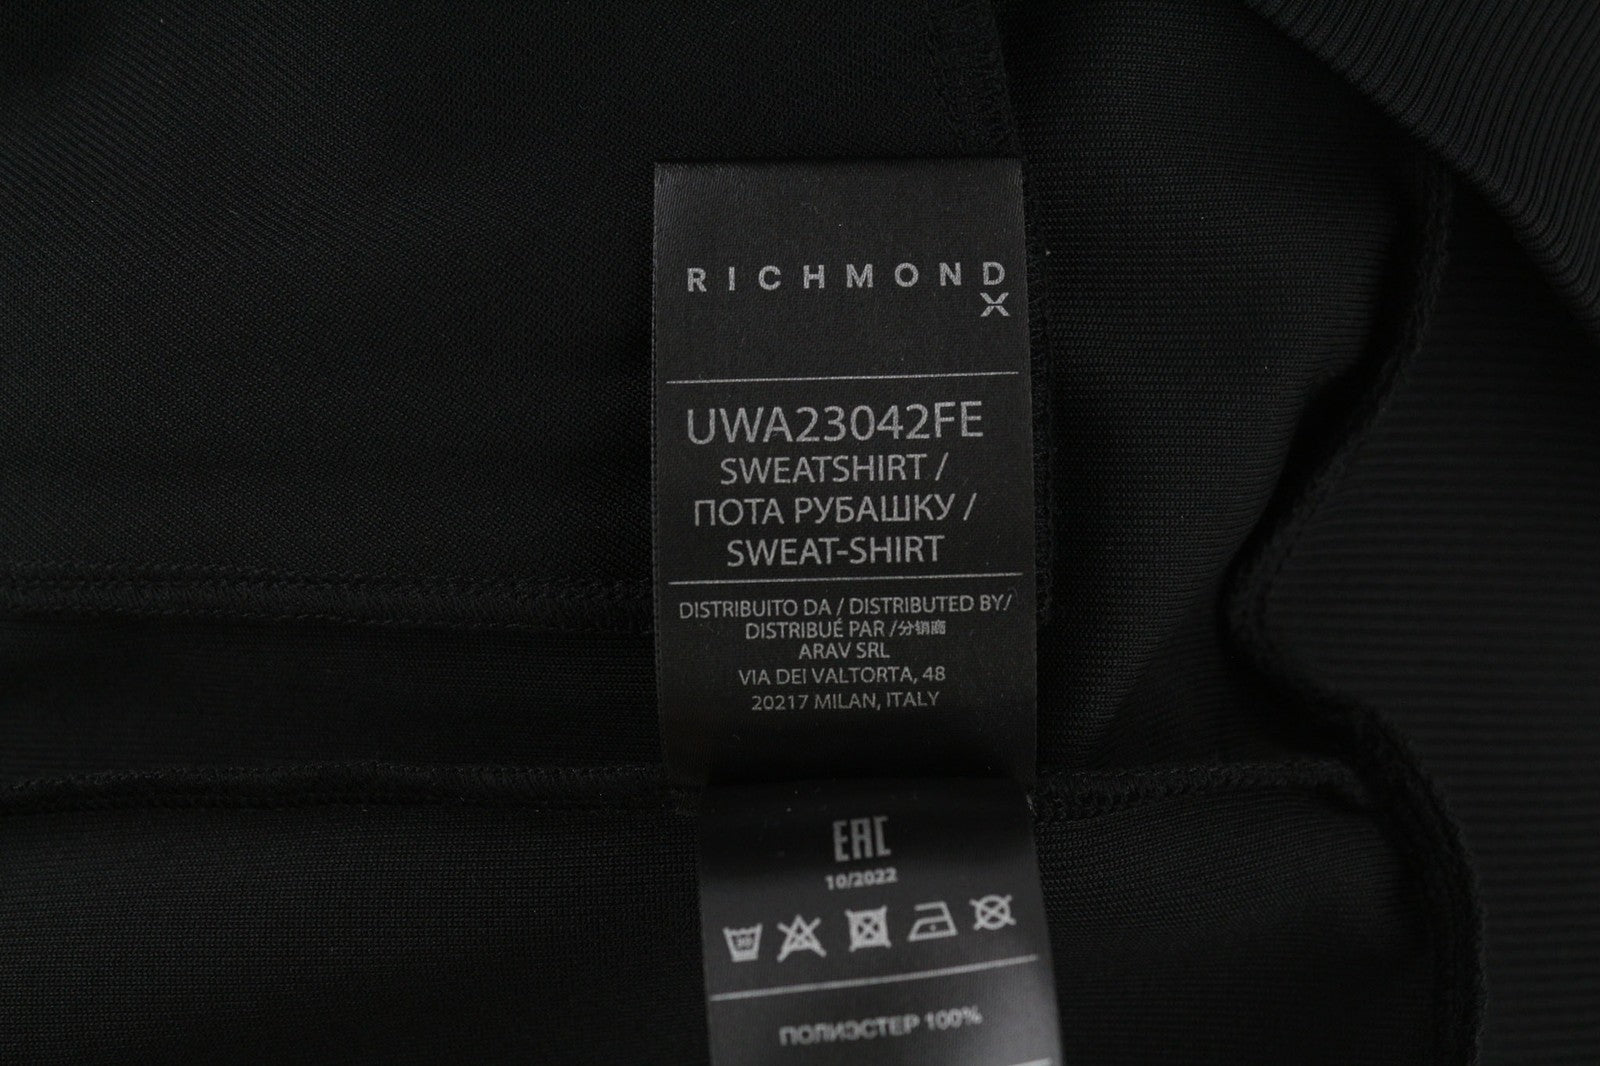 RICHMOND
X
UWA23042FE
SWEATSHIRT /
ПОТА РУБАШКУ /
SWEAT-SHIRT
DISTRIBUITO DA / DISTRIBUTED BY/
DISTRIBUÉ PAR /分销商
ARAV SRL
VIA DEI VALTORTA, 48
20217 MILAN, ITALY
EAC
10/2022
30
ПОЛИЭСТЕР 100%